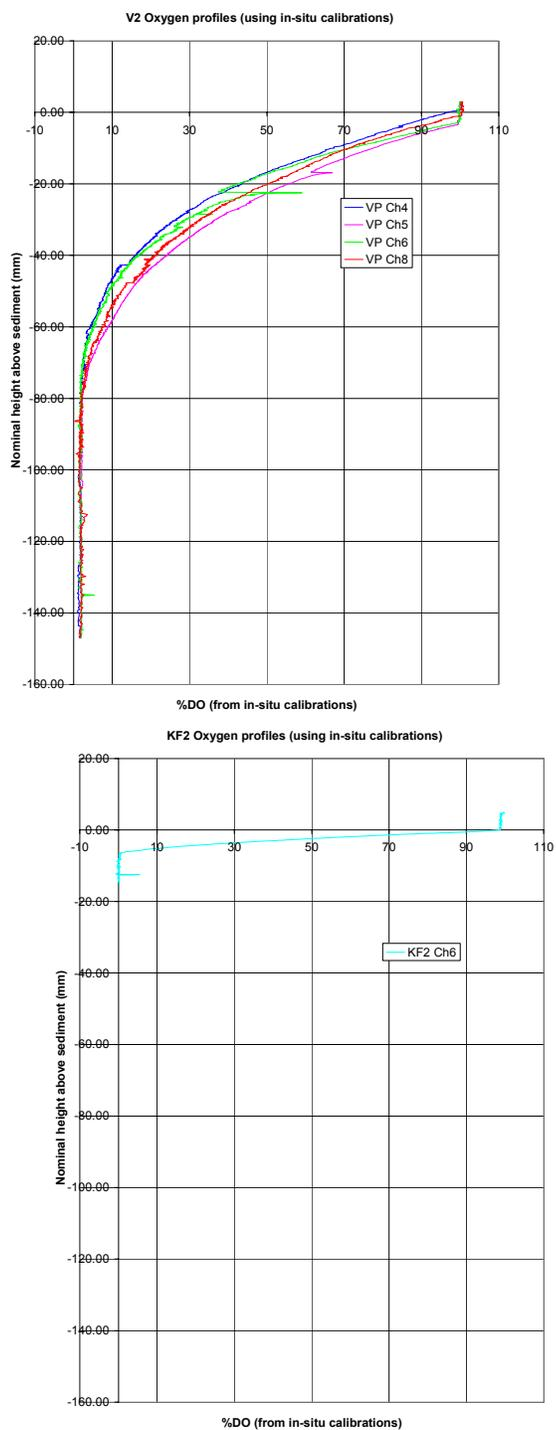 V2 Oxygen profiles (using in-situ calibrations)
20.00
0.00
-10 10 30 50 70 90 110
-20.00
VP Ch4
VP Ch5
VP Ch6
VP Ch8
-40.00
-60.00
-80.00
-100.00
-120.00
-140.00
-160.00
Nominal height above sediment (mm)
%DO (from in-situ calibrations)
KF2 Oxygen profiles (using in-situ calibrations)
20.00
0.00
-10 10 30 50 70 90 110
-20.00
KF2 Ch6
-40.00
-60.00
-80.00
-100.00
-120.00
-140.00
-160.00
Nominal height above sediment (mm)
%DO (from in-situ calibrations)